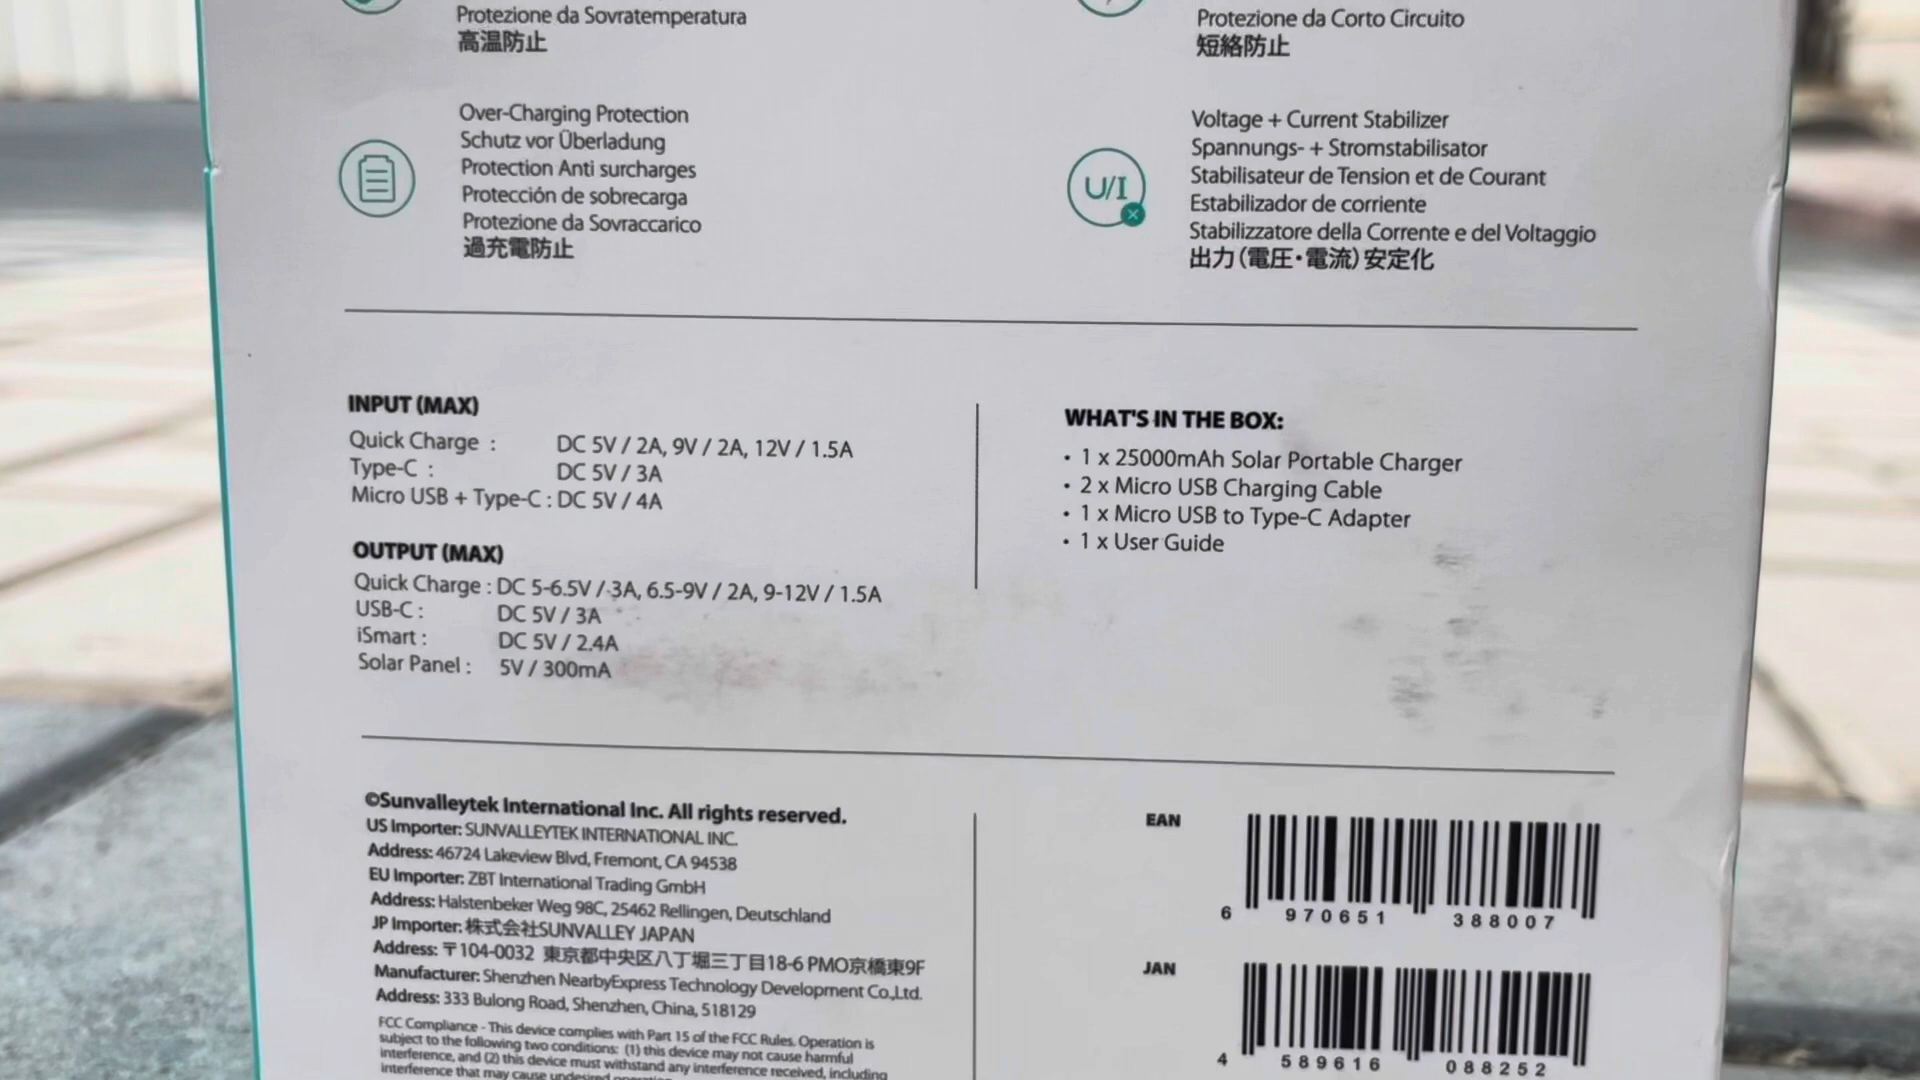 Protezione da Sovratemperatura
高温防止
Protezione da Corto Circuito
短絡防止
Over-Charging Protection
Schutz vor Überladung
Protection Anti surcharges
Protección de sobrecarga
Protezione da Sovraccarico
過充電防止
U/I
Voltage + Current Stabilizer
Spannungs- + Stromstabilisator
Stabilisateur de Tension et de Courant
Estabilizador de corriente
Stabilizzatore della Corrente e del Voltaggio
出力（電圧・電流）安定化
INPUT (MAX)
Quick Charge : DC 5V / 2A, 9V / 2A, 12V / 1.5A
Type-C : DC 5V / 3A
Micro USB + Type-C : DC 5V / 4A
OUTPUT (MAX)
Quick Charge : DC 5-6.5V / 3A, 6.5-9V / 2A, 9-12V / 1.5A
USB-C : DC 5V / 3A
iSmart : DC 5V / 2.4A
Solar Panel : 5V / 300mA
WHAT'S IN THE BOX:
• 1 x 25000mAh Solar Portable Charger
• 2 x Micro USB Charging Cable
• 1 x Micro USB to Type-C Adapter
• 1 x User Guide
©Sunvalleytek International Inc. All rights reserved.
US Importer: SUNVALLEYTEK INTERNATIONAL INC.
Address: 46724 Lakeview Blvd, Fremont, CA 94538
EU Importer: ZBT International Trading GmbH
Address: Halstenbeker Weg 98C, 25462 Rellingen, Deutschland
JP Importer: 株式会社SUNVALLEY JAPAN
Address: 〒104-0032 東京都中央区八丁堀三丁目18-6 PMO京橋東9F
Manufacturer: Shenzhen NearbyExpress Technology Development Co.,Ltd.
Address: 333 Bulong Road, Shenzhen, China, 518129
FCC Compliance - This device complies with Part 15 of the FCC Rules. Operation is
subject to the following two conditions: (1) this device may not cause harmful
interference, and (2) this device must withstand any interference received, including
interference that may cause undesired
EAN
6 970651 388007
JAN
4 589616 088252